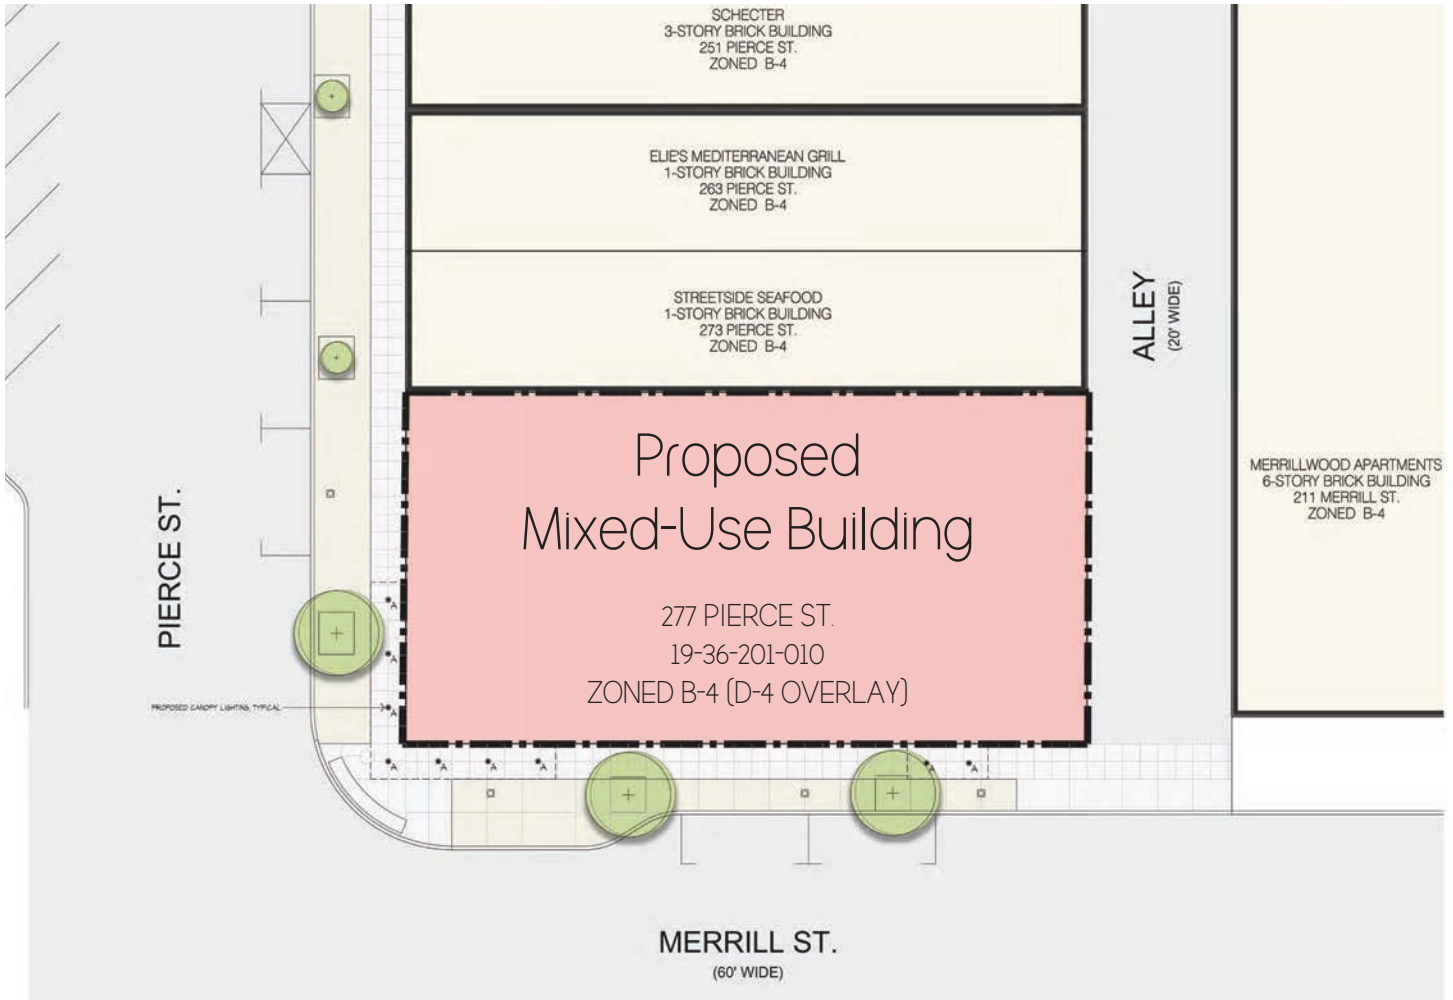 SCHECTER
3-STORY BRICK BUILDING
251 PIERCE ST.
ZONED B-4
ELIE'S MEDITERRANEAN GRILL
1-STORY BRICK BUILDING
263 PIERCE ST.
ZONED B-4
STREETSIDE SEAFOOD
1-STORY BRICK BUILDING
273 PIERCE ST.
ZONED B-4
ALLEY
(20' WIDE)
Proposed
Mixed-Use Building
277 PIERCE ST.
19-36-201-010
ZONED B-4 (D-4 OVERLAY)
MERRILLWOOD APARTMENTS
6-STORY BRICK BUILDING
211 MERRILL ST.
ZONED B-4
PIERCE ST.
A
A
PROPOSED CANOPY LIGHTING, TYPICAL
A
A
A
A
A
A
A
MERRILL ST.
(60' WIDE)